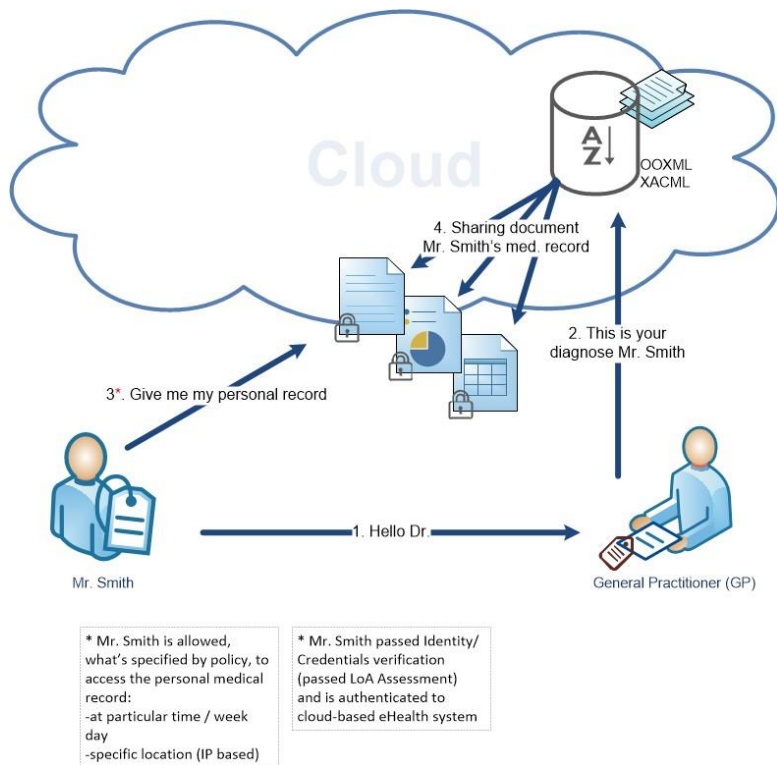 Cloud
A
Z
OOXML
XACML
4. Sharing document
Mr. Smith's med. record
2. This is your
diagnose Mr. Smith
3*. Give me my personal record
1. Hello Dr.
Mr. Smith
General Practitioner (GP)
* Mr. Smith is allowed,
what's specified by policy, to
access the personal medical
record:
-at particular time / week
day
-specific location (IP based)
* Mr. Smith passed Identity/
Credentials verification
(passed LoA Assessment)
and is authenticated to
cloud-based eHealth system